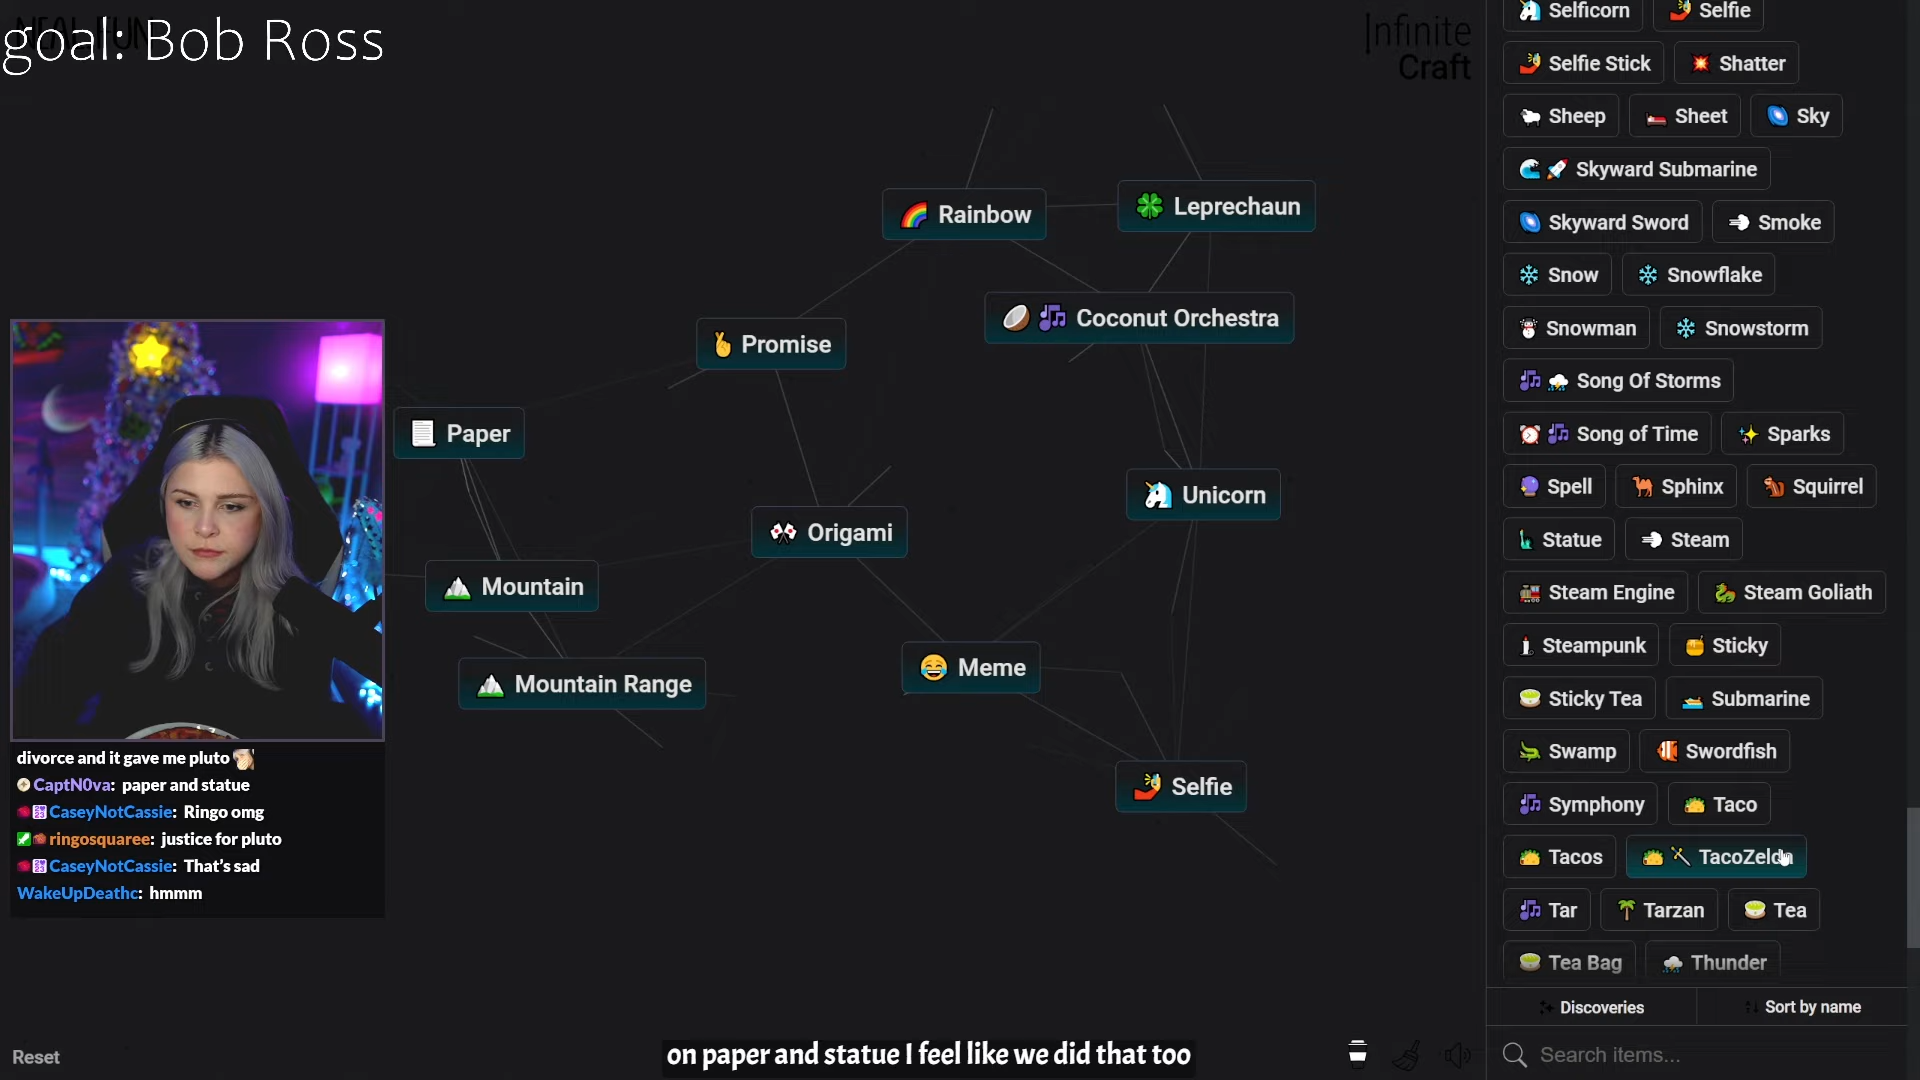 NEAL.FUN
goal: Bob Ross
Infinite
Craft
Rainbow
Leprechaun
Coconut Orchestra
Promise
Paper
Unicorn
Origami
Mountain
Meme
Mountain Range
Selfie
divorce and it gave me pluto
CaptN0va: paper and statue
CaseyNotCassie: Ringo omg
ringosquaree: justice for pluto
CaseyNotCassie: That's sad
WakeUpDeathc: hmmm
Reset
on paper and statue I feel like we did that too
Selficorn
Selfie
Selfie Stick
Shatter
Sheep
Sheet
Sky
Skyward Submarine
Skyward Sword
Smoke
Snow
Snowflake
Snowman
Snowstorm
Song Of Storms
Song of Time
Sparks
Spell
Sphinx
Squirrel
Statue
Steam
Steam Engine
Steam Goliath
Steampunk
Sticky
Sticky Tea
Submarine
Swamp
Swordfish
Symphony
Taco
Tacos
TacoZelda
Tar
Tarzan
Tea
Tea Bag
Thunder
Discoveries
Sort by name
Search items...